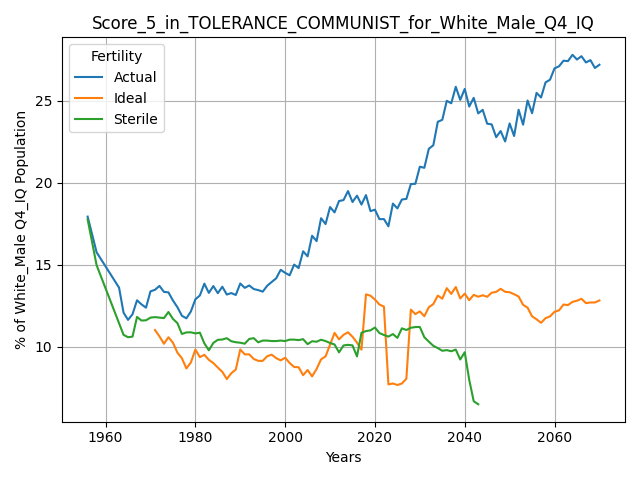 Score_5_in_TOLERANCE_COMMUNIST_for_White_Male_Q4_IQ
Fertility
Actual
Ideal
Sterile
% of White_Male Q4_IQ Population
25
20
15
10
1960
1980
2000
2020
2040
2060
Years